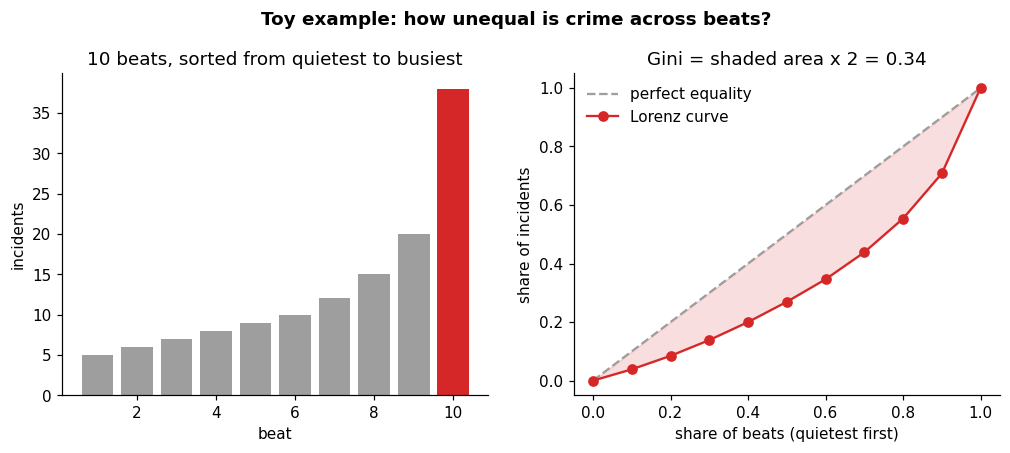 Toy example: how unequal is crime across beats?
10 beats, sorted from quietest to busiest
incidents
35
30
25
20
15
10
5
0
2
4
6
8
10
beat
Gini = shaded area x 2 = 0.34
perfect equality
Lorenz curve
share of incidents
1.0
0.8
0.6
0.4
0.2
0.0
0.0
0.2
0.4
0.6
0.8
1.0
share of beats (quietest first)